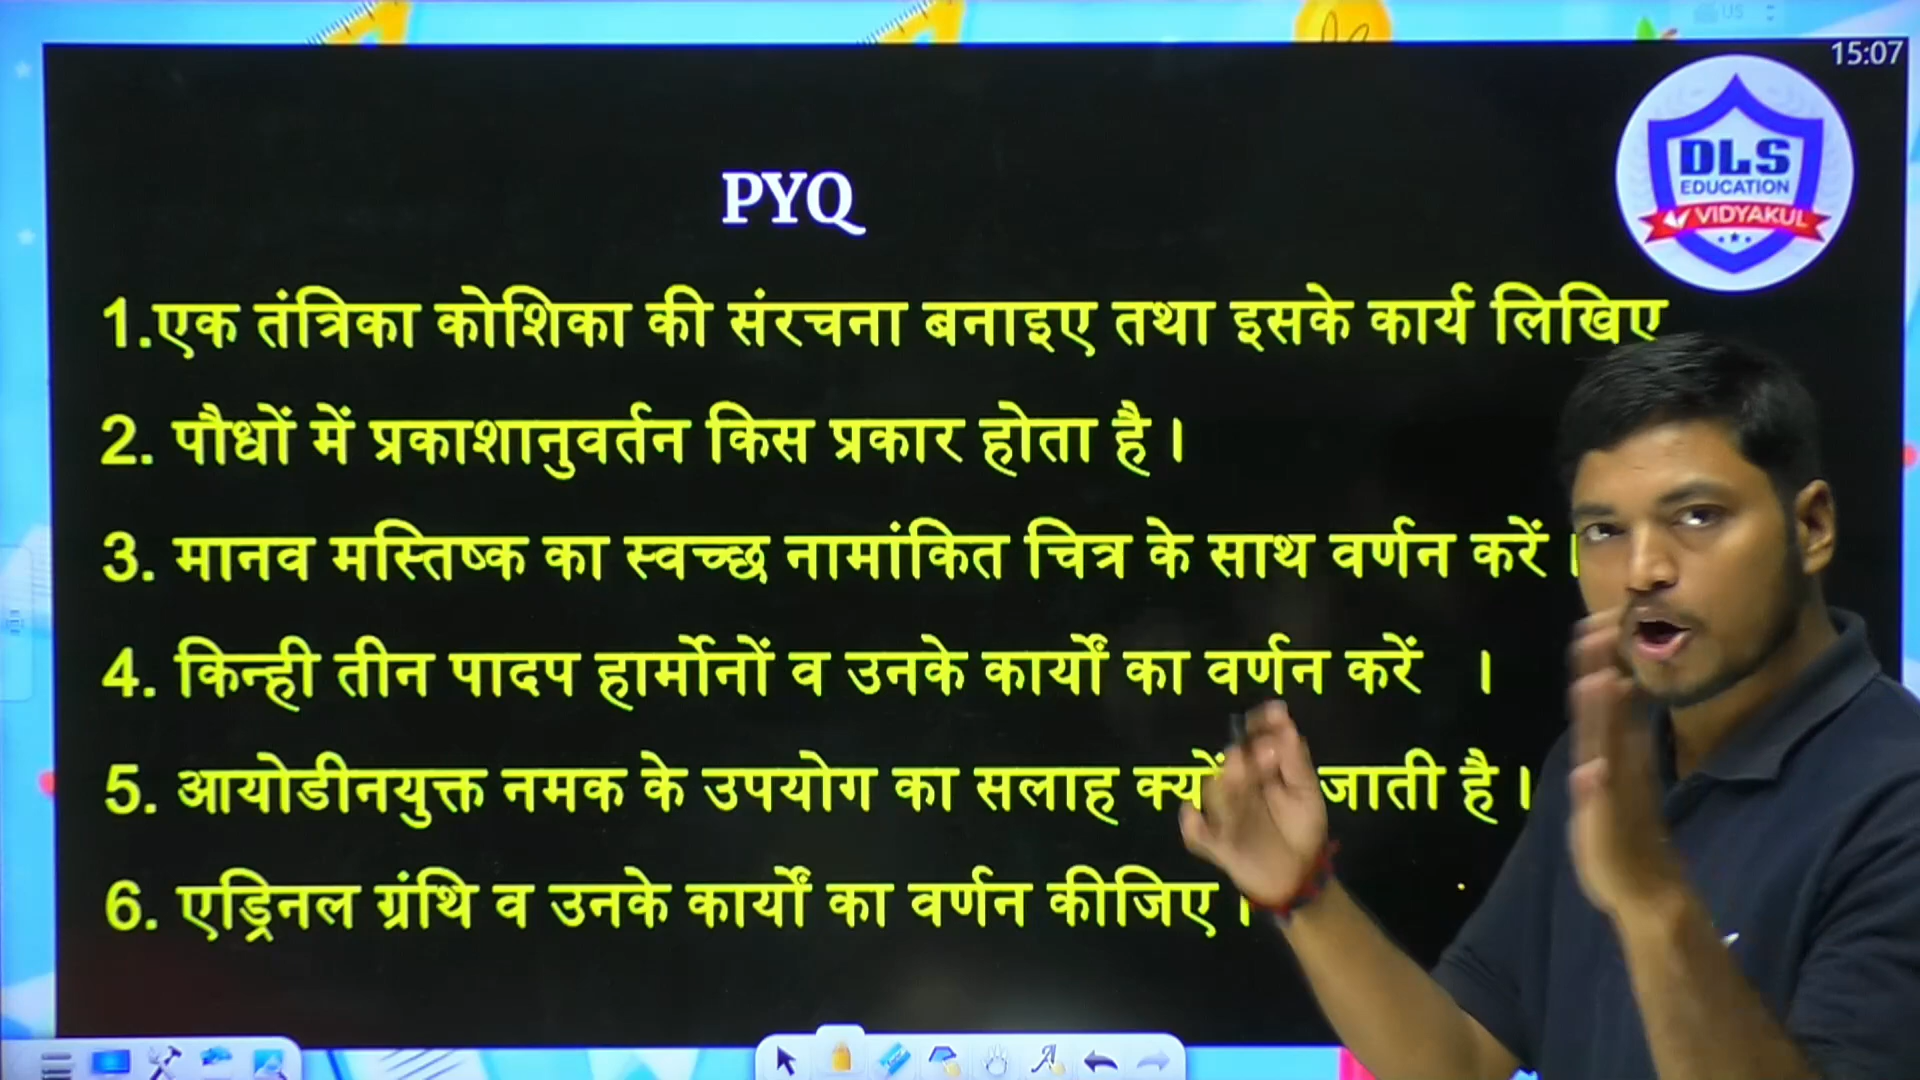 US
15:07
DLS
EDUCATION
VIDYAKUL
PYQ
1.एक तंत्रिका कोशिका की संरचना बनाइए तथा इसके कार्य लिखिए
2. पौधों में प्रकाशानुवर्तन किस प्रकार होता है।
3. मानव मस्तिष्क का स्वच्छ नामांकित चित्र के साथ वर्णन करें।
4. किन्ही तीन पादप हार्मोनों व उनके कार्यों का वर्णन करें ।
5. आयोडीनयुक्त नमक के उपयोग का सलाह क्यों जाती है।
6. एड्रिनल ग्रंथि व उनके कार्यों का वर्णन कीजिए।